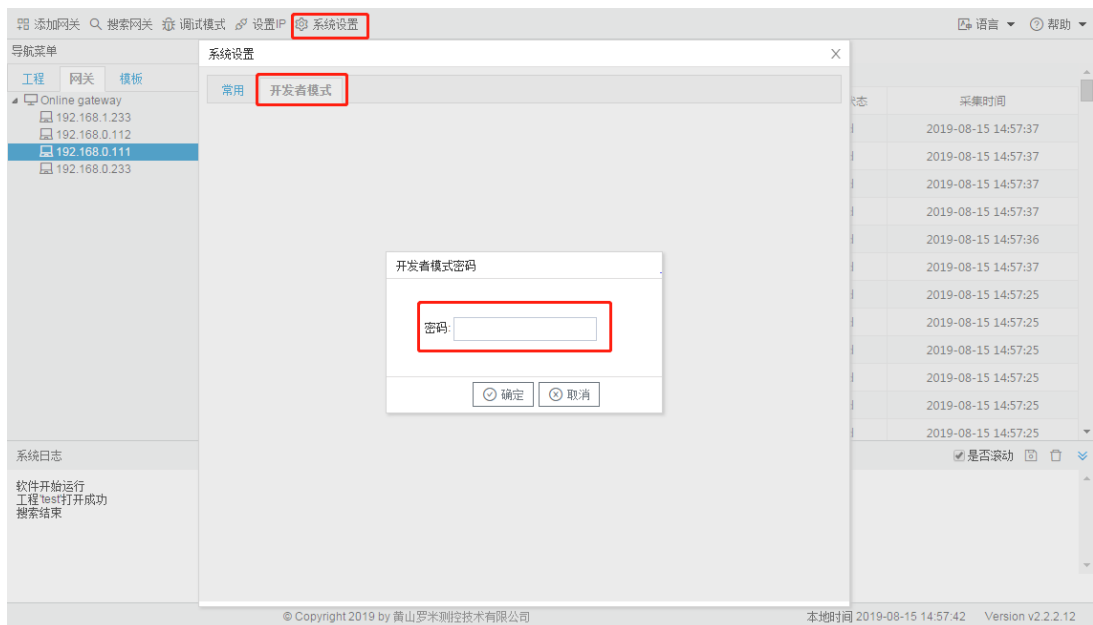 添加网关 搜索网关 调试模式 设置IP 系统设置 语言 帮助
导航菜单
工程 网关 模板
Online gateway
192.168.1.233
192.168.0.112
192.168.0.111
192.168.0.233
系统设置
常用 开发者模式
开发者模式密码
密码:
确定 取消
状态 采集时间
2019-08-15 14:57:37
2019-08-15 14:57:37
2019-08-15 14:57:37
2019-08-15 14:57:37
2019-08-15 14:57:36
2019-08-15 14:57:37
2019-08-15 14:57:25
2019-08-15 14:57:25
2019-08-15 14:57:25
2019-08-15 14:57:25
2019-08-15 14:57:25
2019-08-15 14:57:25
系统日志 是否滚动
软件开始运行
工程'test'打开成功
搜索结束
© Copyright 2019 by 黄山罗米测控技术有限公司 本地时间 2019-08-15 14:57:42 Version v2.2.2.12